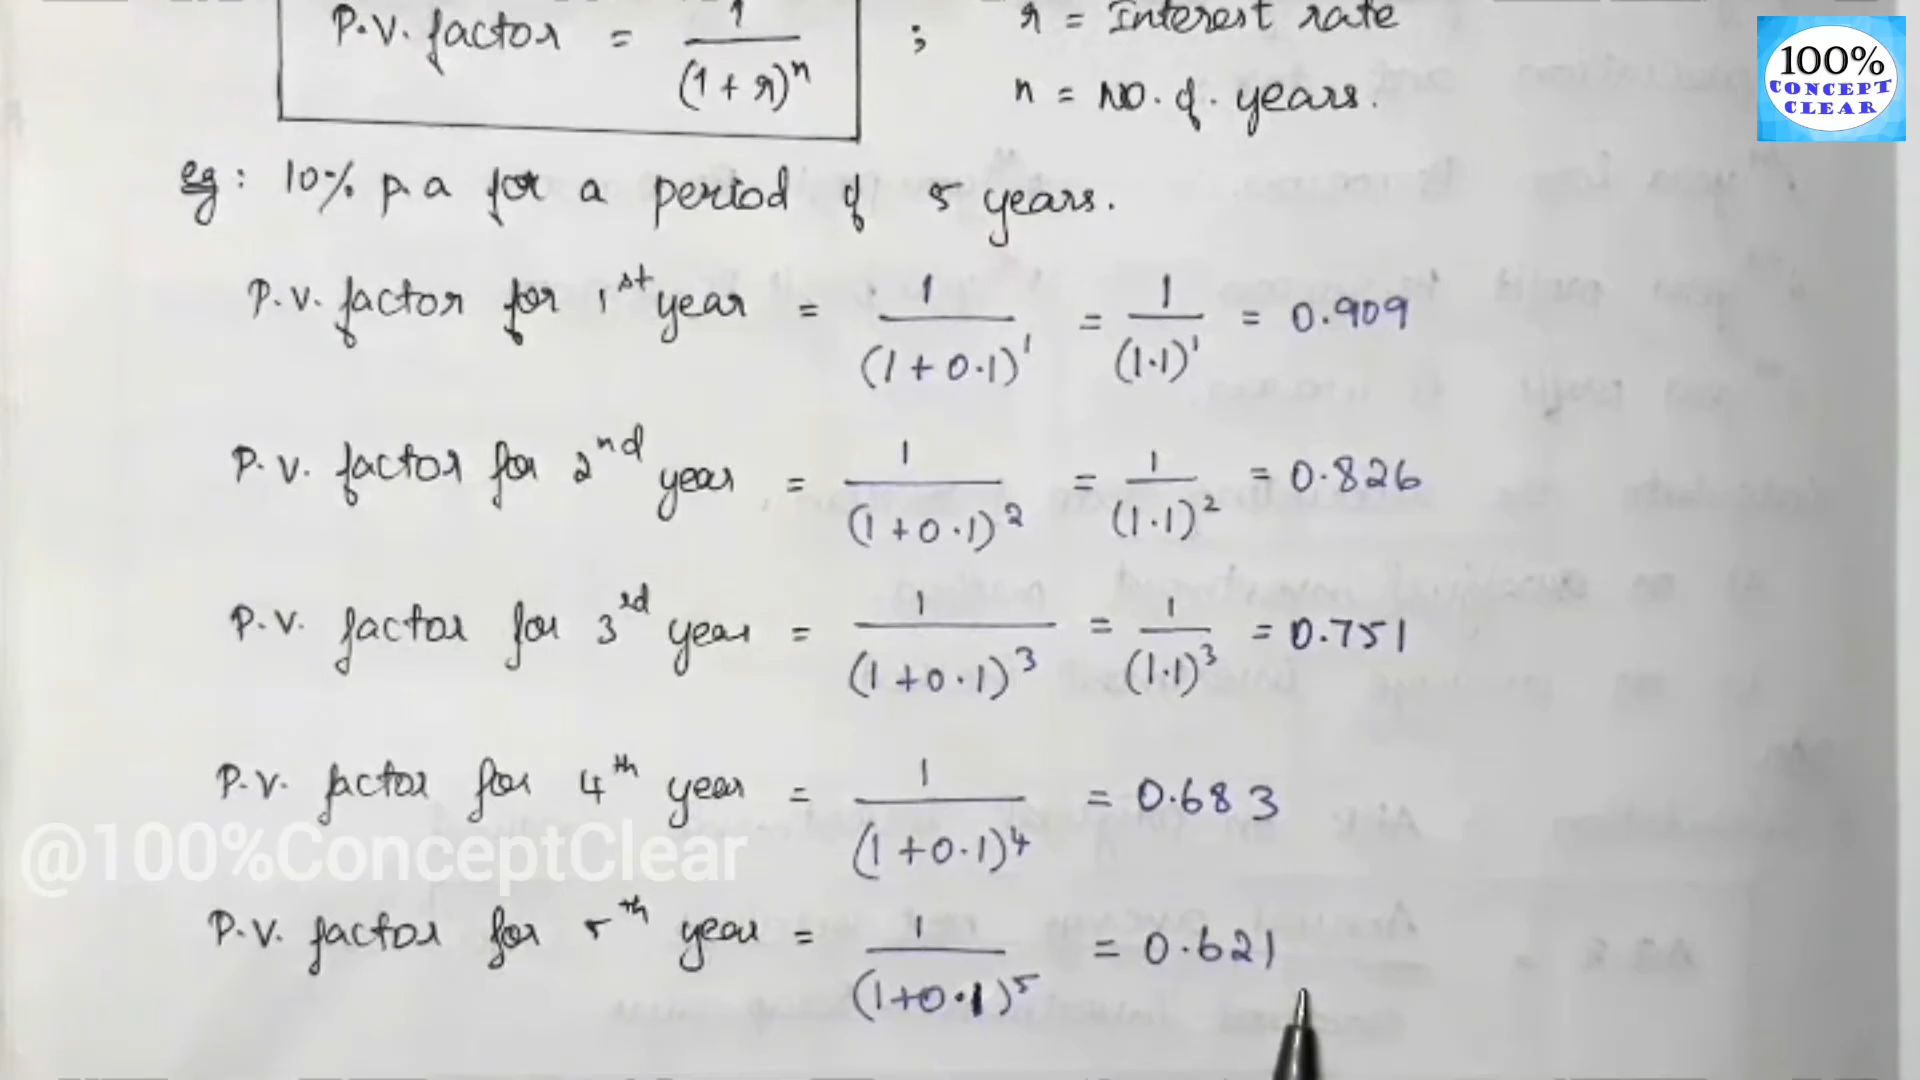 P.V. factor = 1/(1+r)^n ; r = Interest rate
n = No. of. years.
100%
CONCEPT
CLEAR
eg: 10% p.a for a period of 5 years.
P.V. factor for 1st year = 1/(1+0.1)^1 = 1/(1.1)^1 = 0.909
P.V. factor for 2nd year = 1/(1+0.1)^2 = 1/(1.1)^2 = 0.826
P.V. factor for 3rd year = 1/(1+0.1)^3 = 1/(1.1)^3 = 0.751
P.V. factor for 4th year = 1/(1+0.1)^4 = 0.683
@100%ConceptClear
P.V. factor for 5th year = 1/(1+0.1)^5 = 0.621